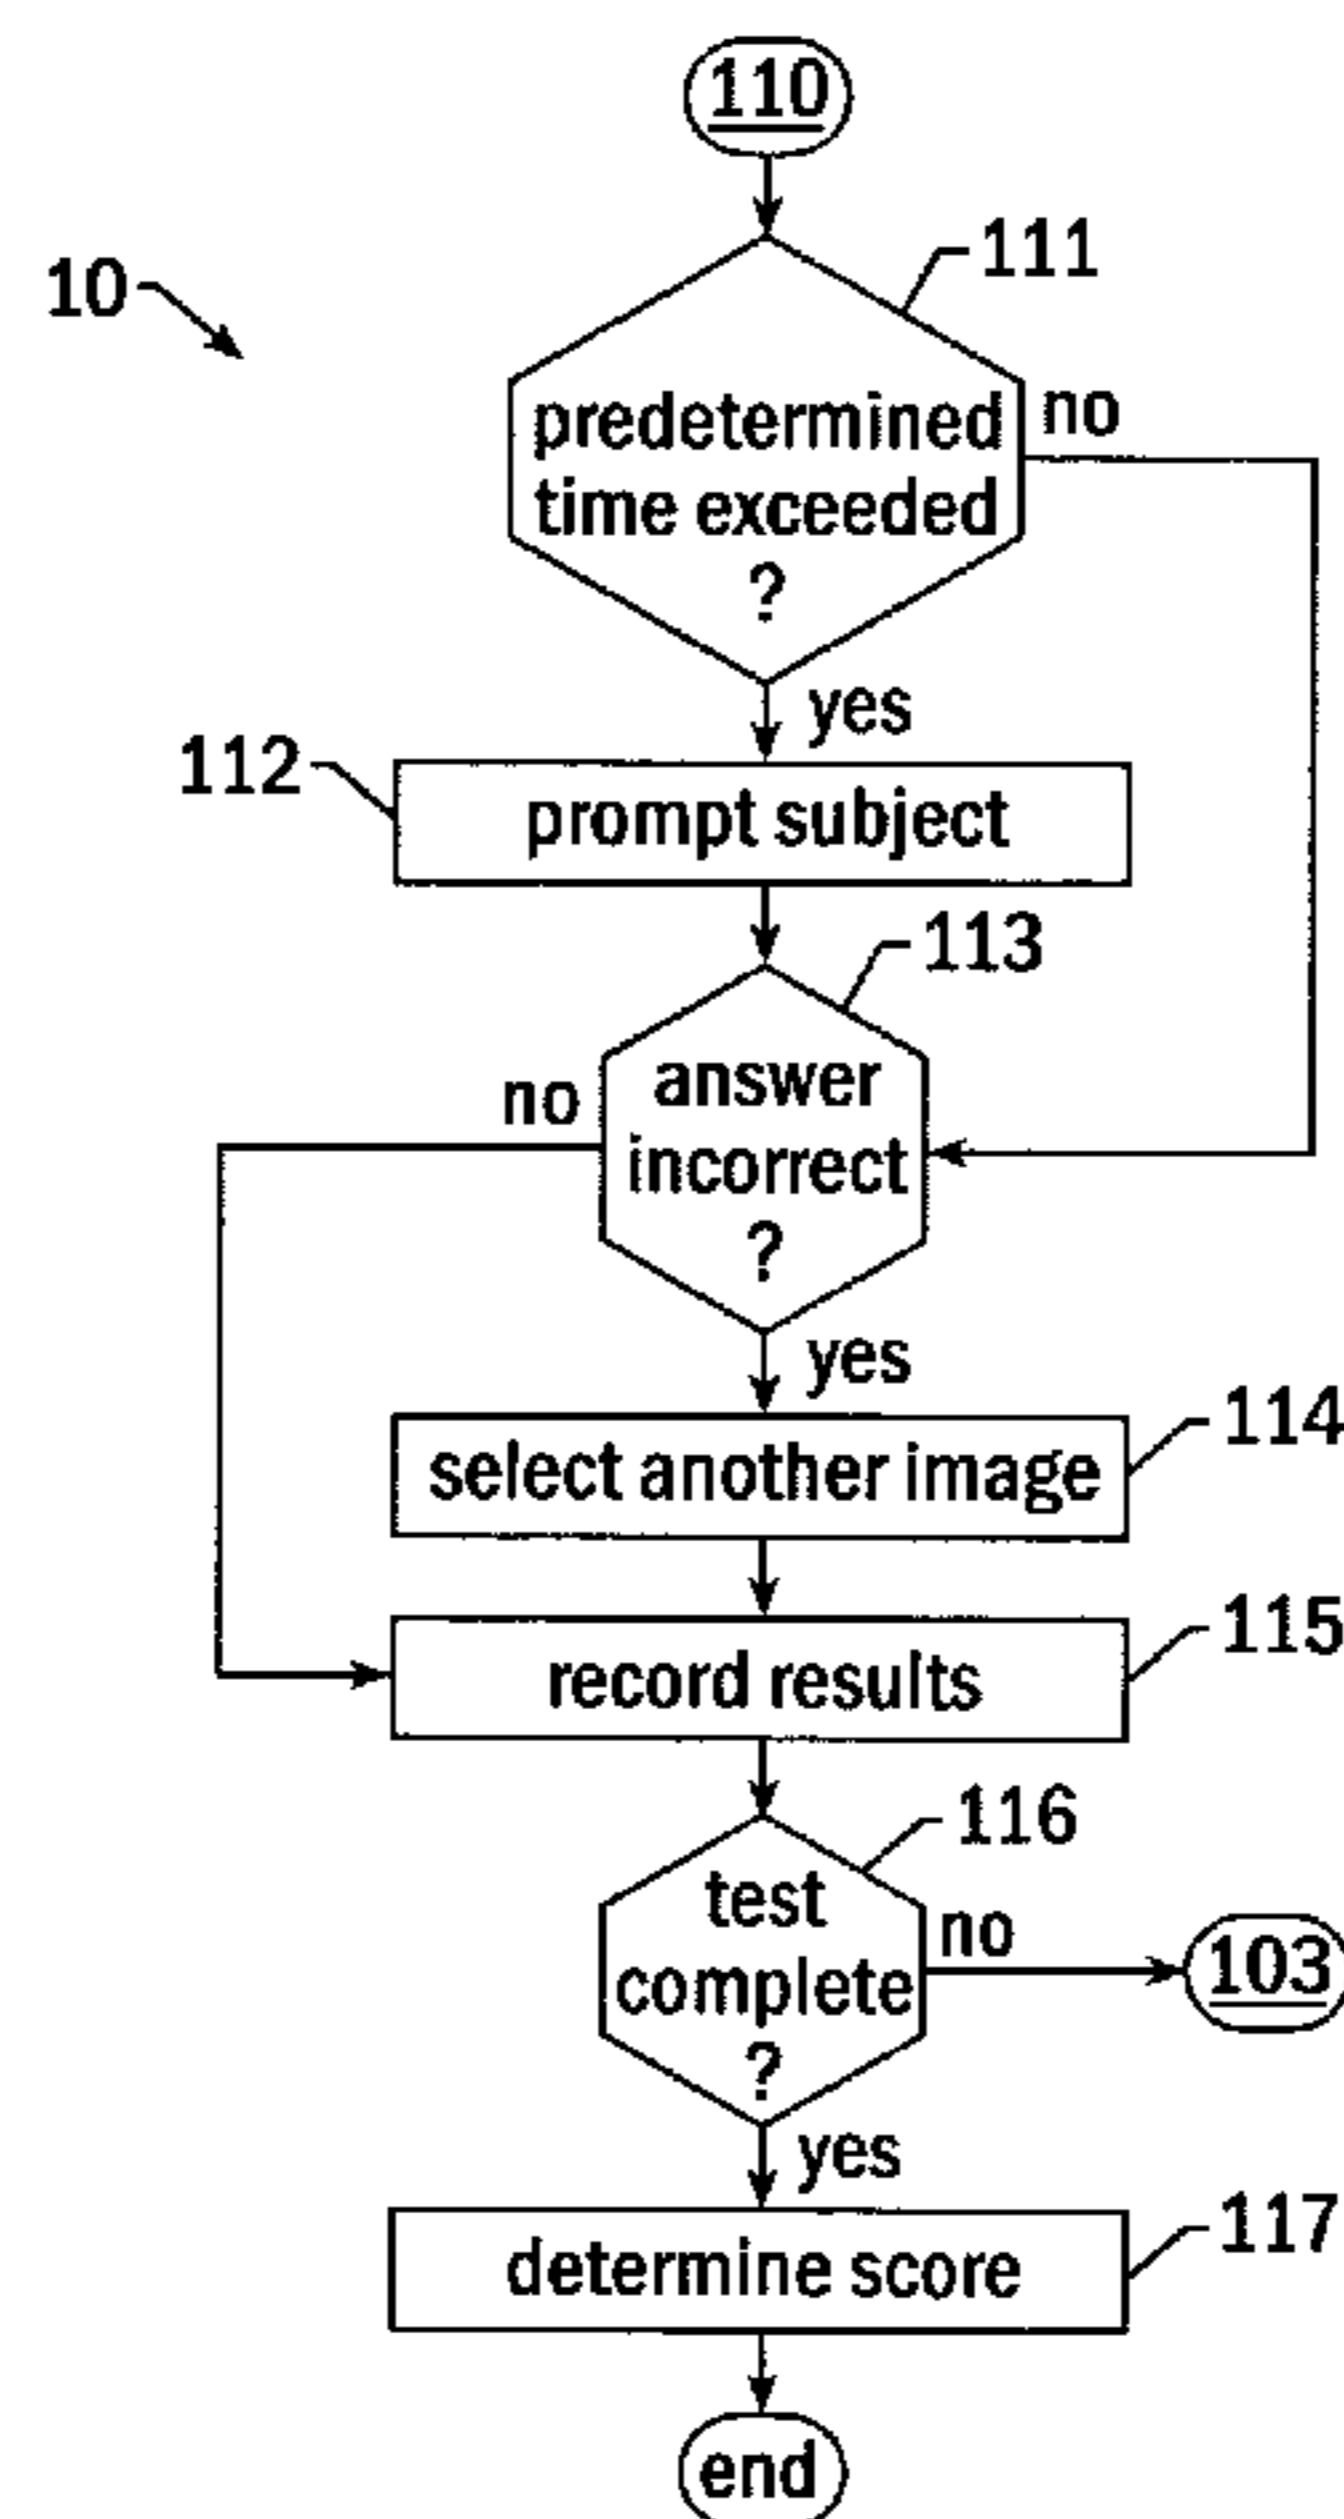 110
111
10
predetermined
time exceeded
?
no
yes
112
prompt subject
113
answer
incorrect
?
no
yes
114
select another image
115
record results
116
test
complete
?
no
103
yes
117
determine score
end